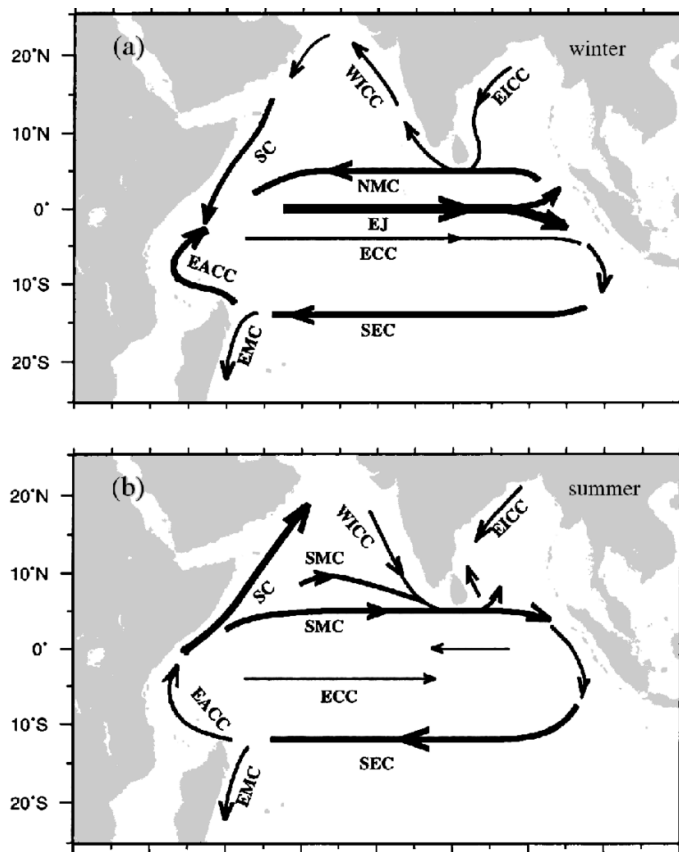 20°N
(a)
winter
WICC
EICC
10°N
SC
NMC
0°
EJ
ECC
EACC
10°S
SEC
EMC
20°S
(b)
summer
20°N
WICC
EICC
SMC
10°N
SC
SMC
0°
ECC
EACC
10°S
SEC
EMC
20°S